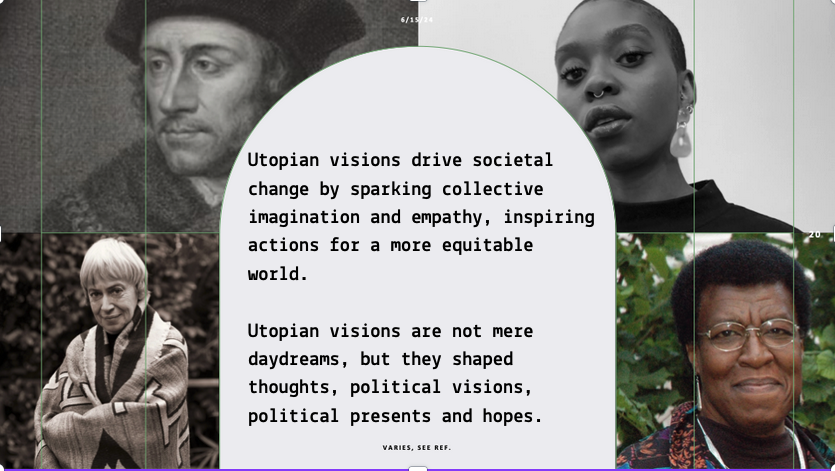 6/15/24
Utopian visions drive societal
change by sparking collective
imagination and empathy, inspiring
actions for a more equitable
world.
Utopian visions are not mere
daydreams, but they shaped
thoughts, political visions,
political presents and hopes.
20
VARIES, SEE REF.